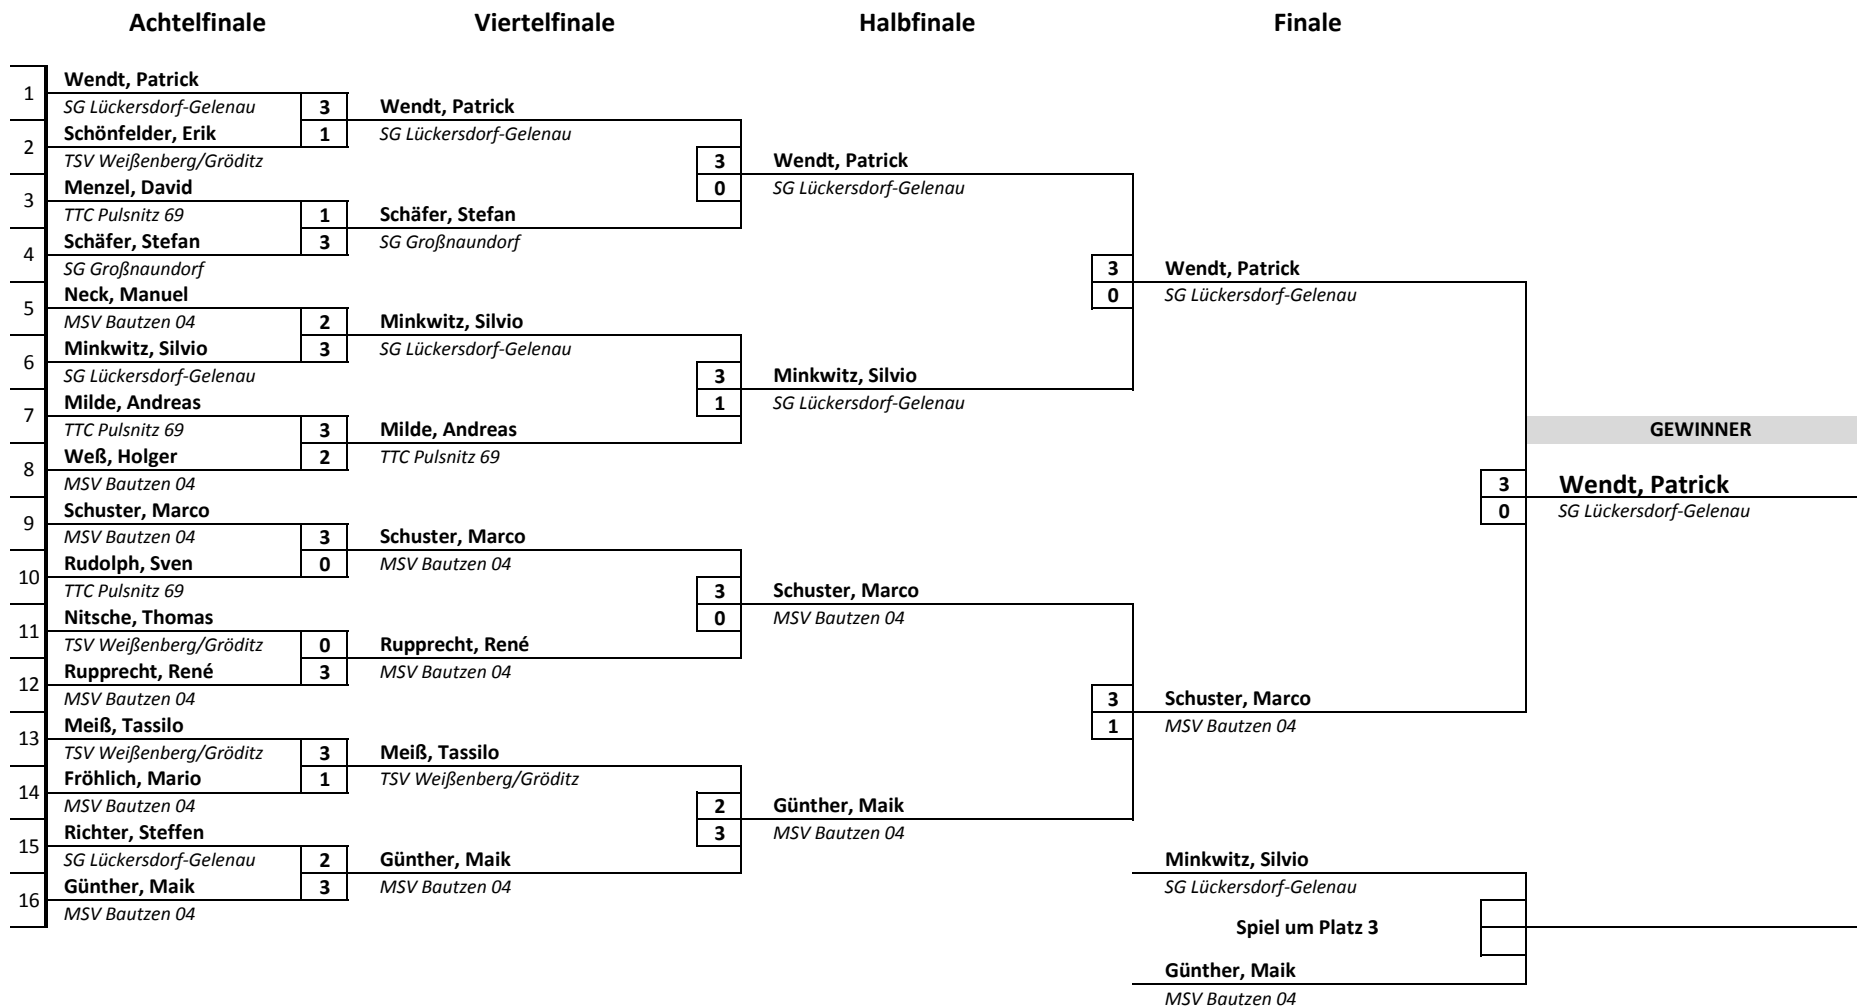 Achtelfinale Viertelfinale Halbfinale Finale
Wendt, Patrick
1
SG Lückersdorf-Gelenau 3 Wendt, Patrick
Schönfelder, Erik 1 SG Lückersdorf-Gelenau
2
TSV Weißenberg/Gröditz 3 Wendt, Patrick
Menzel, David 0 SG Lückersdorf-Gelenau
3
TTC Pulsnitz 69 1 Schäfer, Stefan
Schäfer, Stefan 3 SG Großnaundorf
4
SG Großnaundorf 3 Wendt, Patrick
Neck, Manuel 0 SG Lückersdorf-Gelenau
5
MSV Bautzen 04 2 Minkwitz, Silvio
Minkwitz, Silvio 3 SG Lückersdorf-Gelenau
6
SG Lückersdorf-Gelenau 3 Minkwitz, Silvio
Milde, Andreas 1 SG Lückersdorf-Gelenau
7
TTC Pulsnitz 69 3 Milde, Andreas GEWINNER
Weß, Holger 2 TTC Pulsnitz 69
8
MSV Bautzen 04 3 Wendt, Patrick
Schuster, Marco 0 SG Lückersdorf-Gelenau
9
MSV Bautzen 04 3 Schuster, Marco
Rudolph, Sven 0 MSV Bautzen 04
10
TTC Pulsnitz 69 3 Schuster, Marco
Nitsche, Thomas 0 MSV Bautzen 04
11
TSV Weißenberg/Gröditz 0 Rupprecht, René
Rupprecht, René 3 MSV Bautzen 04
12
MSV Bautzen 04 3 Schuster, Marco
Meiß, Tassilo 1 MSV Bautzen 04
13
TSV Weißenberg/Gröditz 3 Meiß, Tassilo
Fröhlich, Mario 1 TSV Weißenberg/Gröditz
14
MSV Bautzen 04 2 Günther, Maik
Richter, Steffen 3 MSV Bautzen 04
15
SG Lückersdorf-Gelenau 2 Günther, Maik Minkwitz, Silvio
Günther, Maik 3 MSV Bautzen 04 SG Lückersdorf-Gelenau
16
MSV Bautzen 04
Spiel um Platz 3
Günther, Maik
MSV Bautzen 04